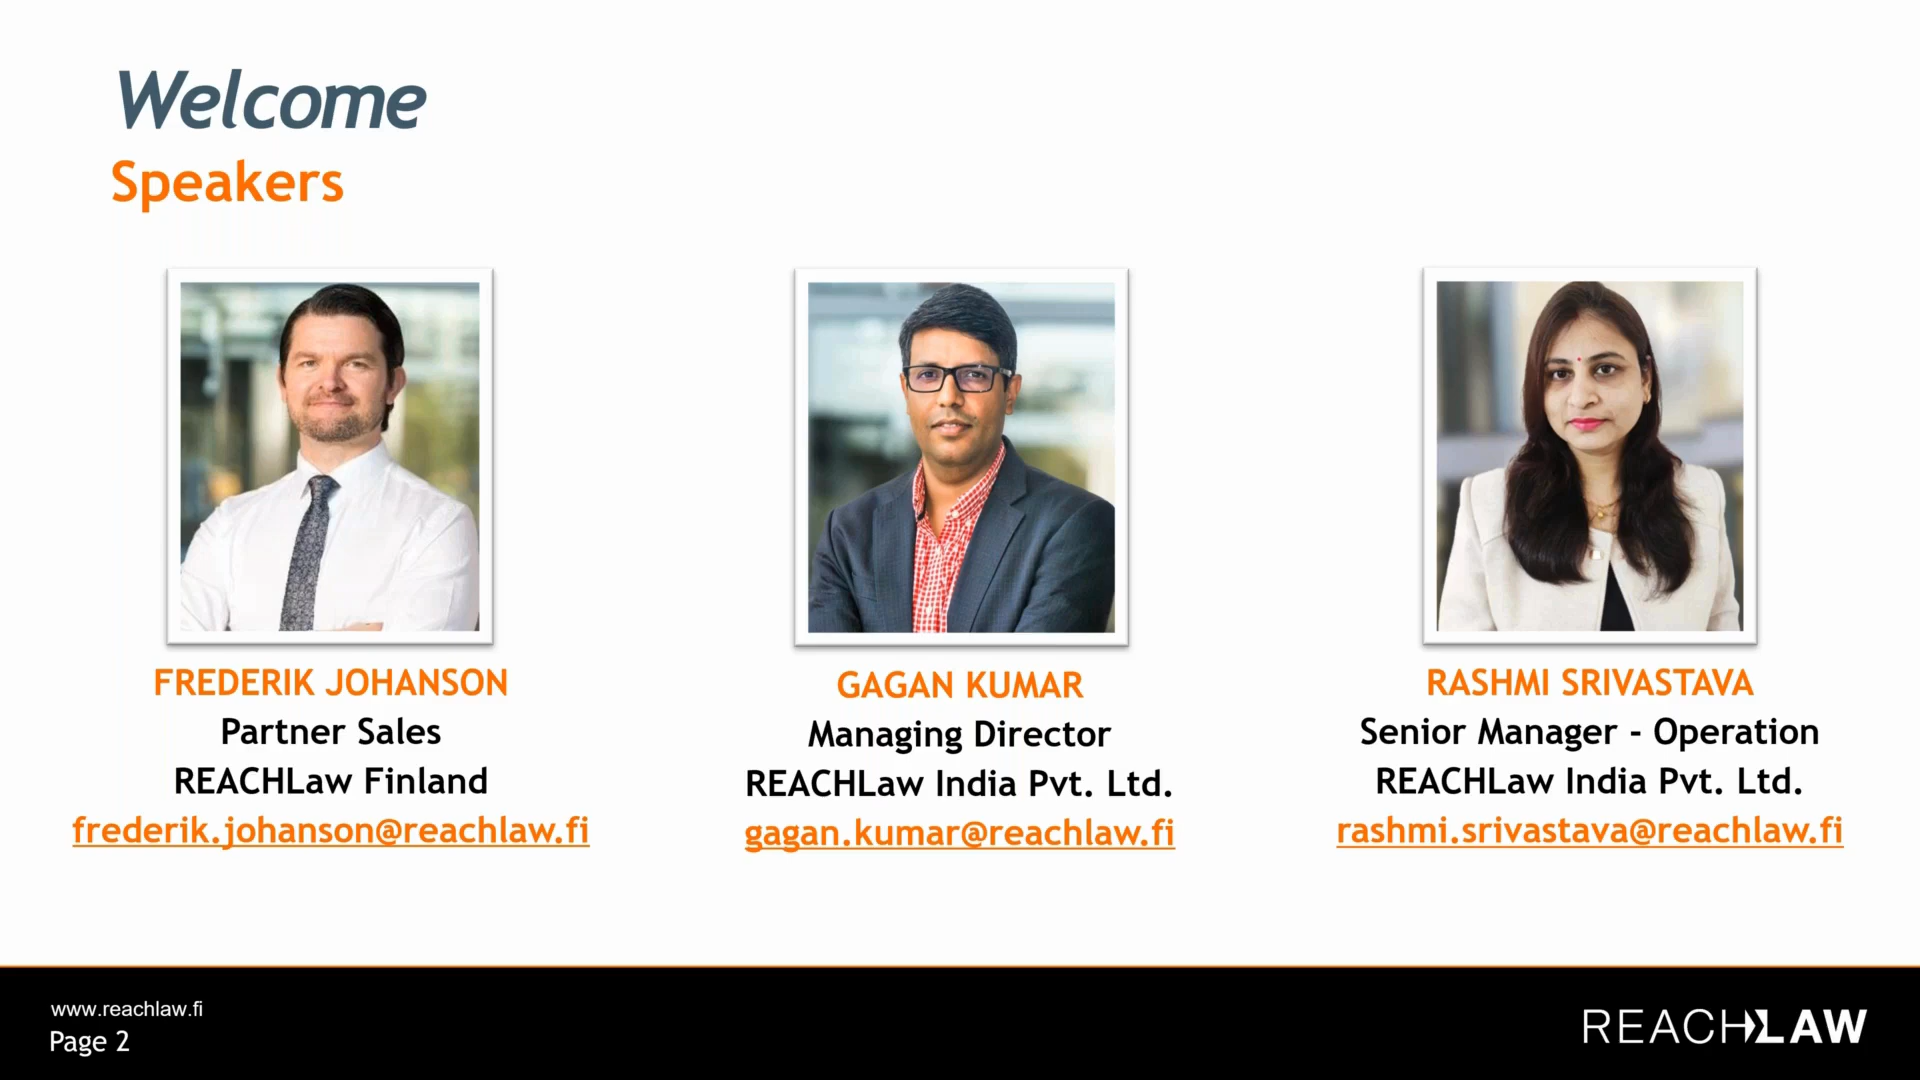 Welcome
Speakers
FREDERIK JOHANSON
Partner Sales
REACHLaw Finland
frederik.johanson@reachlaw.fi
GAGAN KUMAR
Managing Director
REACHLaw India Pvt. Ltd.
gagan.kumar@reachlaw.fi
RASHMI SRIVASTAVA
Senior Manager - Operation
REACHLaw India Pvt. Ltd.
rashmi.srivastava@reachlaw.fi
www.reachlaw.fi
Page 2
REACHLAW